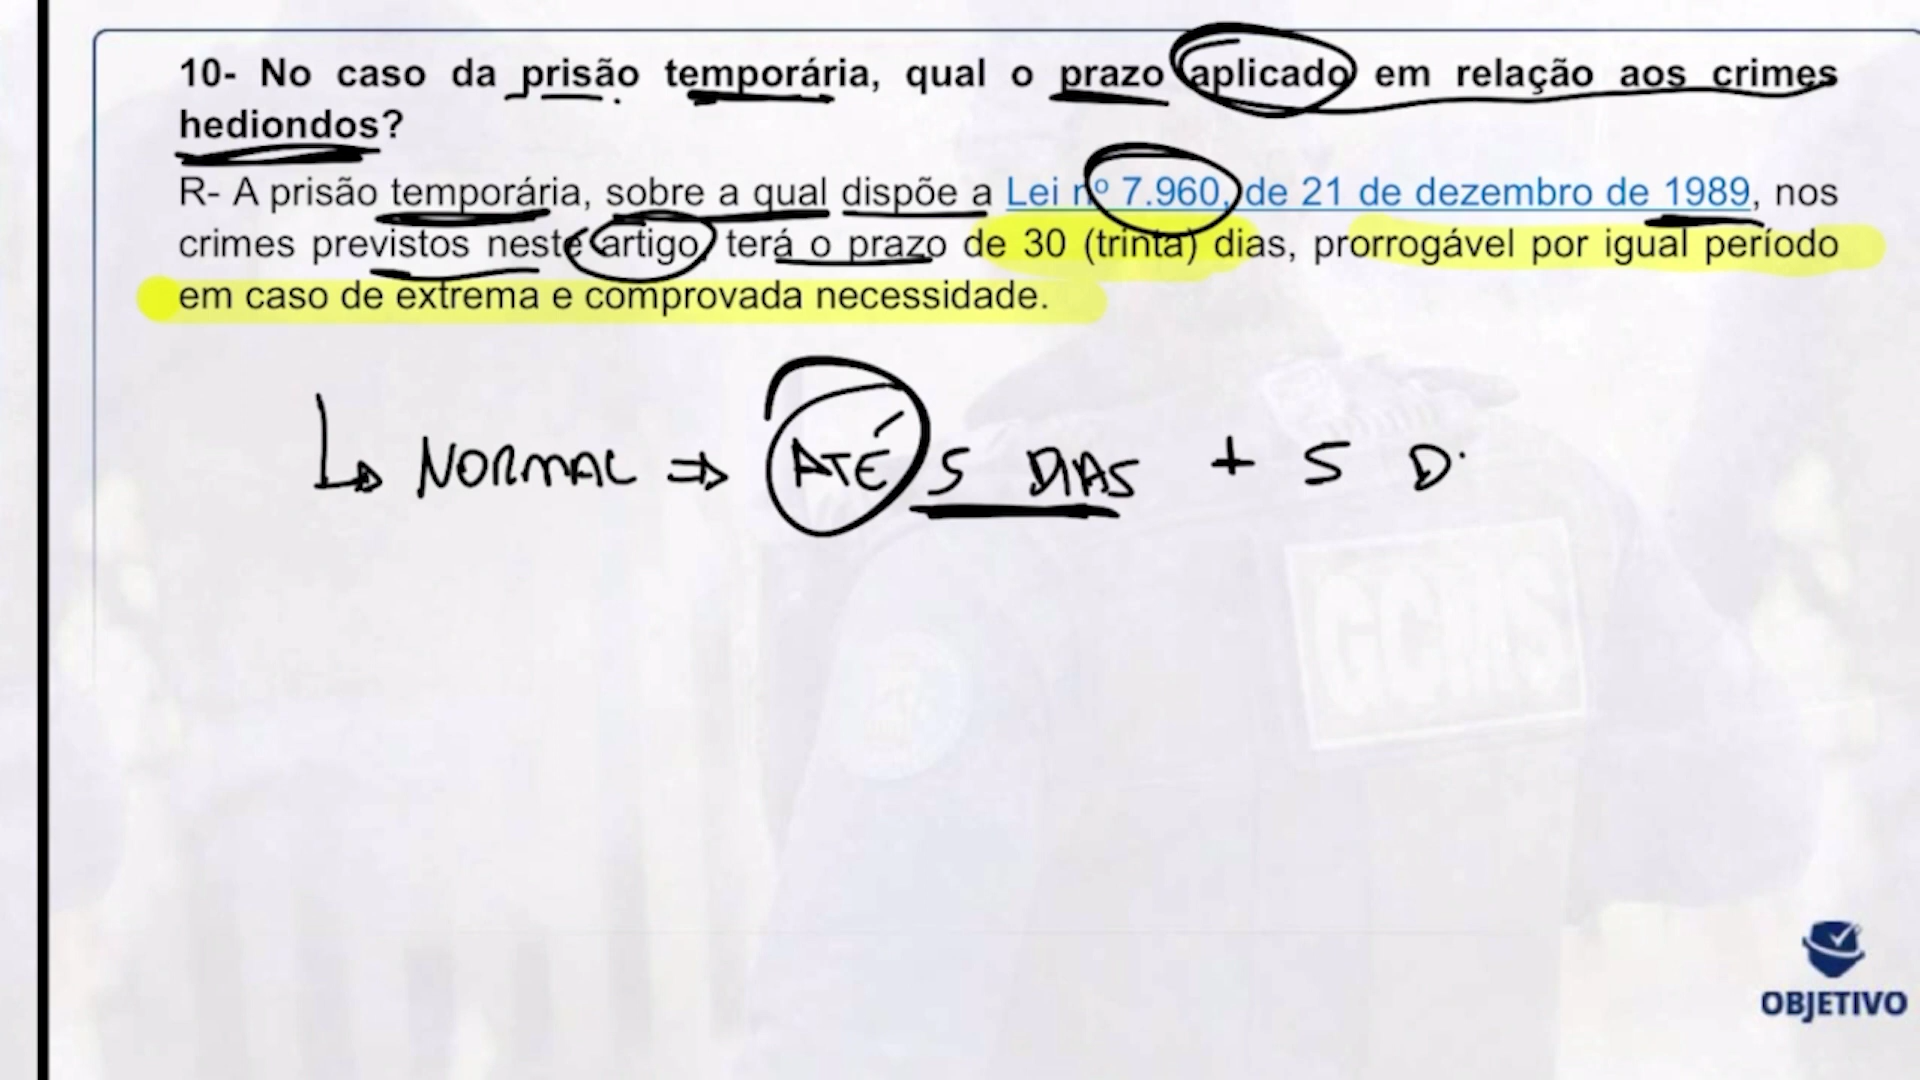 10- No caso da prisão temporária, qual o prazo aplicado em relação aos crimes
hediondos?
R- A prisão temporária, sobre a qual dispõe a Lei nº 7.960, de 21 de dezembro de 1989, nos
crimes previstos neste artigo, terá o prazo de 30 (trinta) dias, prorrogável por igual período
em caso de extrema e comprovada necessidade.
NORMAL ⇒ ATÉ 5 DIAS + 5 D.
GCMS
OBJETIVO